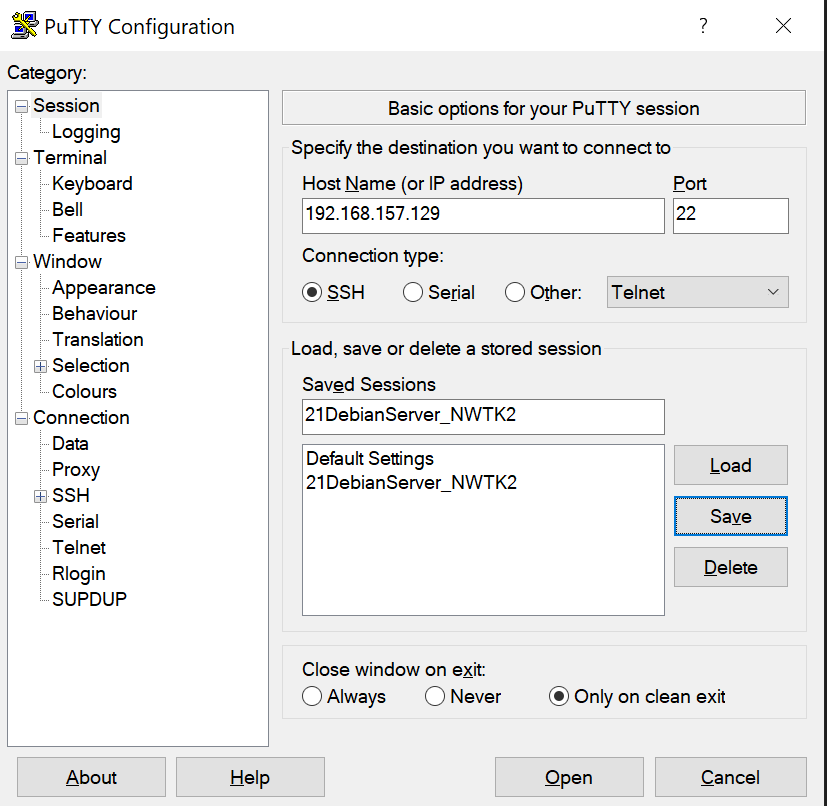 PuTTY Configuration
?
Category:
Session
Logging
Terminal
Keyboard
Bell
Features
Window
Appearance
Behaviour
Translation
Selection
Colours
Connection
Data
Proxy
SSH
Serial
Telnet
Rlogin
SUPDUP
Basic options for your PuTTY session
Specify the destination you want to connect to
Host Name (or IP address) Port
192.168.157.129 22
Connection type:
SSH Serial Other: Telnet
Load, save or delete a stored session
Saved Sessions
21DebianServer_NWTK2
Default Settings
21DebianServer_NWTK2
Load
Save
Delete
Close window on exit:
Always Never Only on clean exit
About Help Open Cancel